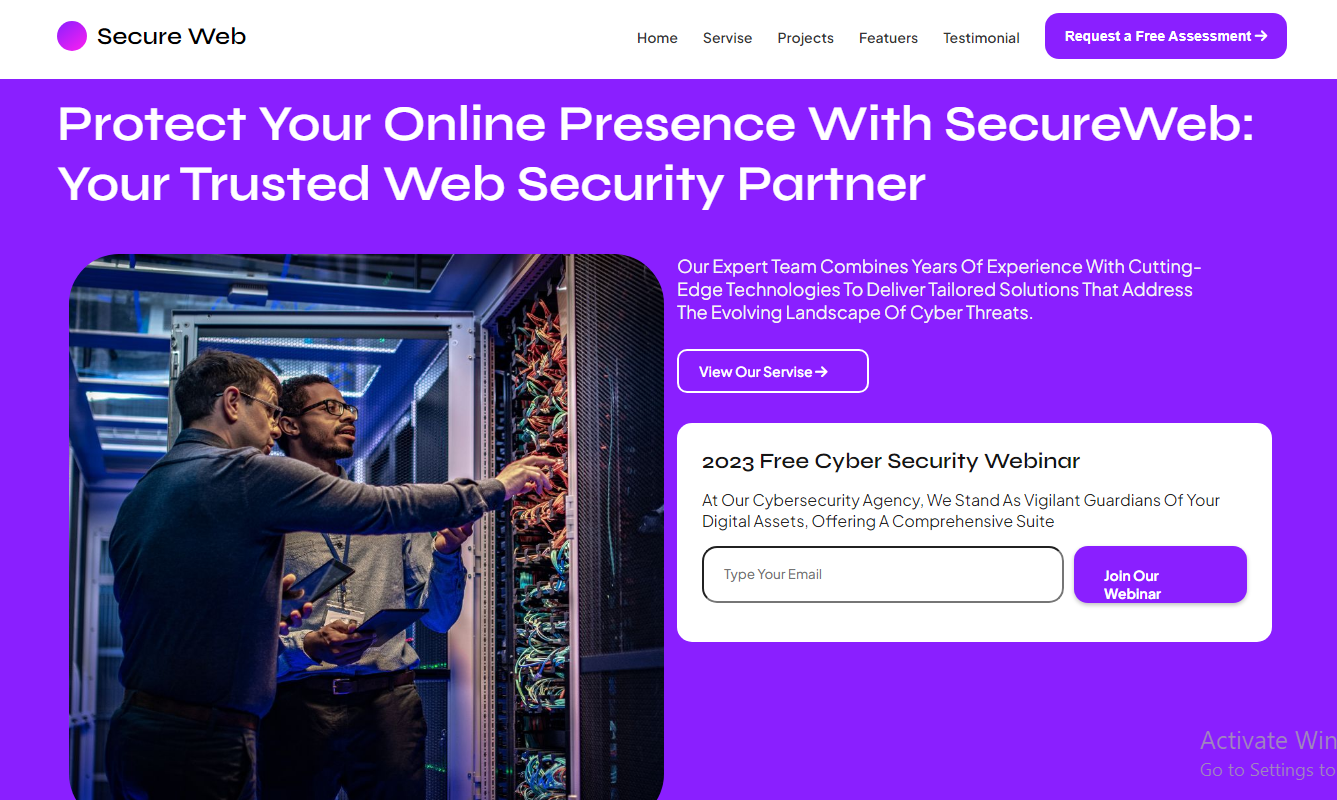 Secure Web
Home Servise Projects Featuers Testimonial Request a Free Assessment →
Protect Your Online Presence With SecureWeb:
Your Trusted Web Security Partner
Our Expert Team Combines Years Of Experience With Cutting-
Edge Technologies To Deliver Tailored Solutions That Address
The Evolving Landscape Of Cyber Threats.
View Our Servise →
2023 Free Cyber Security Webinar
At Our Cybersecurity Agency, We Stand As Vigilant Guardians Of Your
Digital Assets, Offering A Comprehensive Suite
Type Your Email
Join Our
Webinar
Activate Win
Go to Settings to